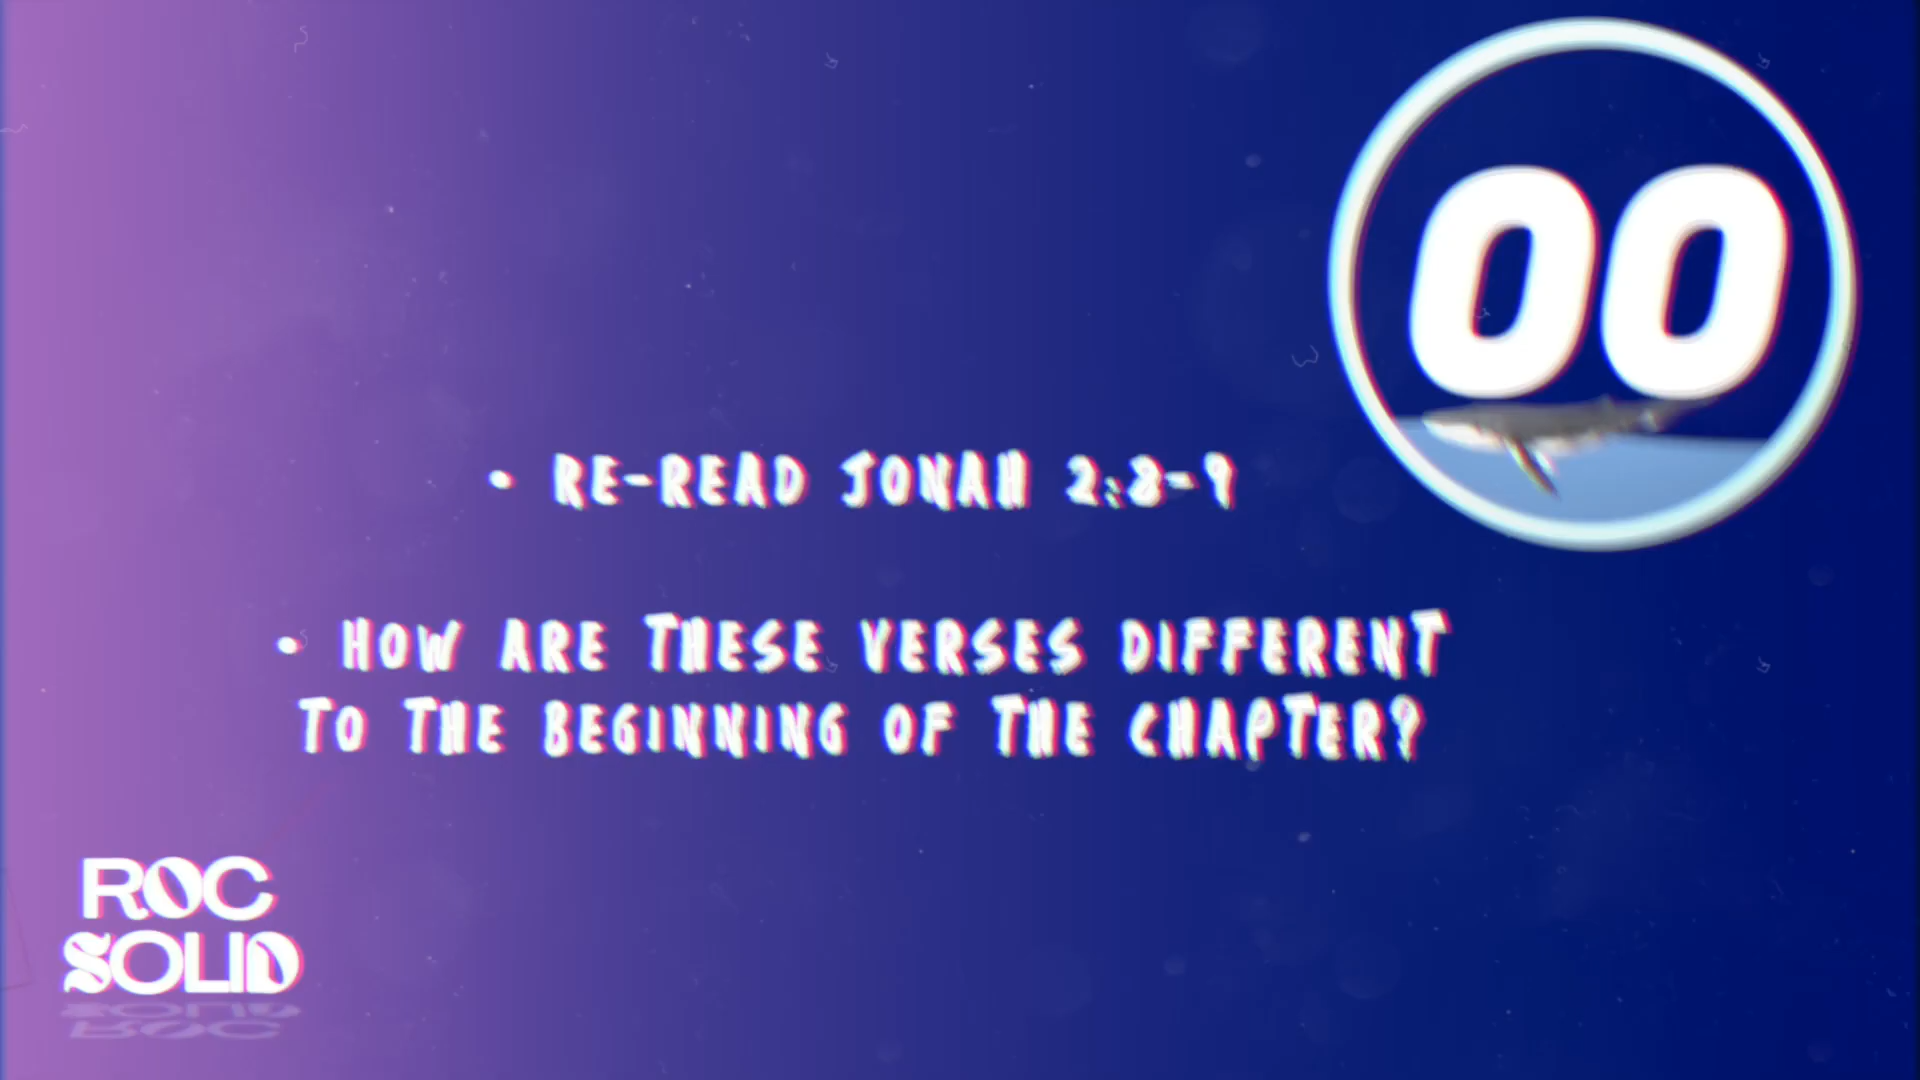 00
• RE-READ JONAH 2:8-9
• HOW ARE THESE VERSES DIFFERENT
TO THE BEGINNING OF THE CHAPTER?
ROC
SOLID